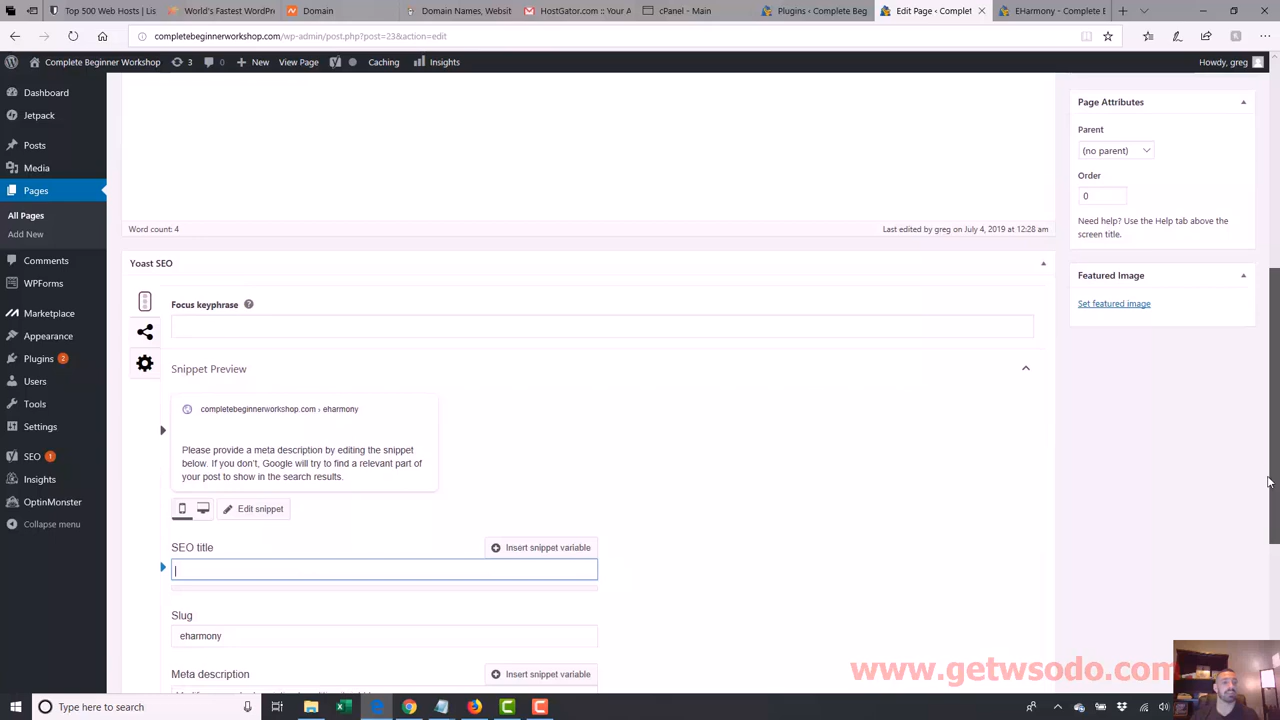 Top 500 Web Hosts | Lis
World's Best WordPre
Domain
Domain Names, Websit
HostGator.com :: Your A
cPanel - Main
Plugins ‹ Complete Beg
Edit Page ‹ Complet
EHarmony - Complete B
completebeginnerworkshop.com/wp-admin/post.php?post=23&action=edit
Complete Beginner Workshop 3 0 New View Page Caching Insights
Howdy, greg
Dashboard
Jetpack
Posts
Media
Pages
All Pages
Add New
Comments
WPForms
Marketplace
Appearance
Plugins 2
Users
Tools
Settings
SEO 1
Insights
OptinMonster
Collapse menu
Word count: 4
Last edited by greg on July 4, 2019 at 12:28 am
Yoast SEO
Focus keyphrase
Snippet Preview
completebeginnerworkshop.com › eharmony
Please provide a meta description by editing the snippet
below. If you don't, Google will try to find a relevant part of
your post to show in the search results.
Edit snippet
SEO title
Insert snippet variable
Slug
eharmony
Meta description
Insert snippet variable
Page Attributes
Parent
(no parent)
Order
0
Need help? Use the Help tab above the
screen title.
Featured Image
Set featured image
www.getwsodo.com
Type here to search